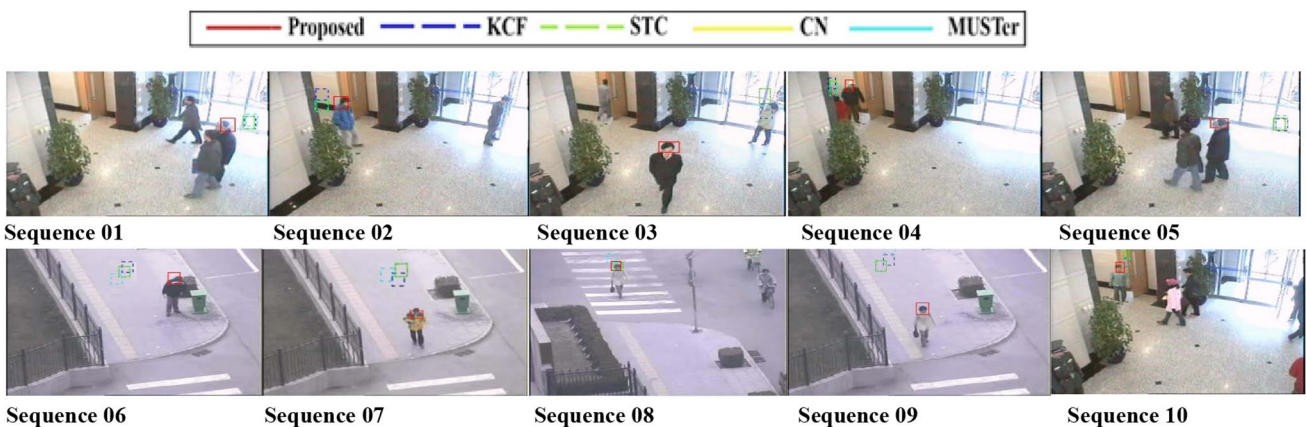 Proposed KCF STC CN MUSTer
Sequence 01 Sequence 02 Sequence 03 Sequence 04 Sequence 05
Sequence 06 Sequence 07 Sequence 08 Sequence 09 Sequence 10